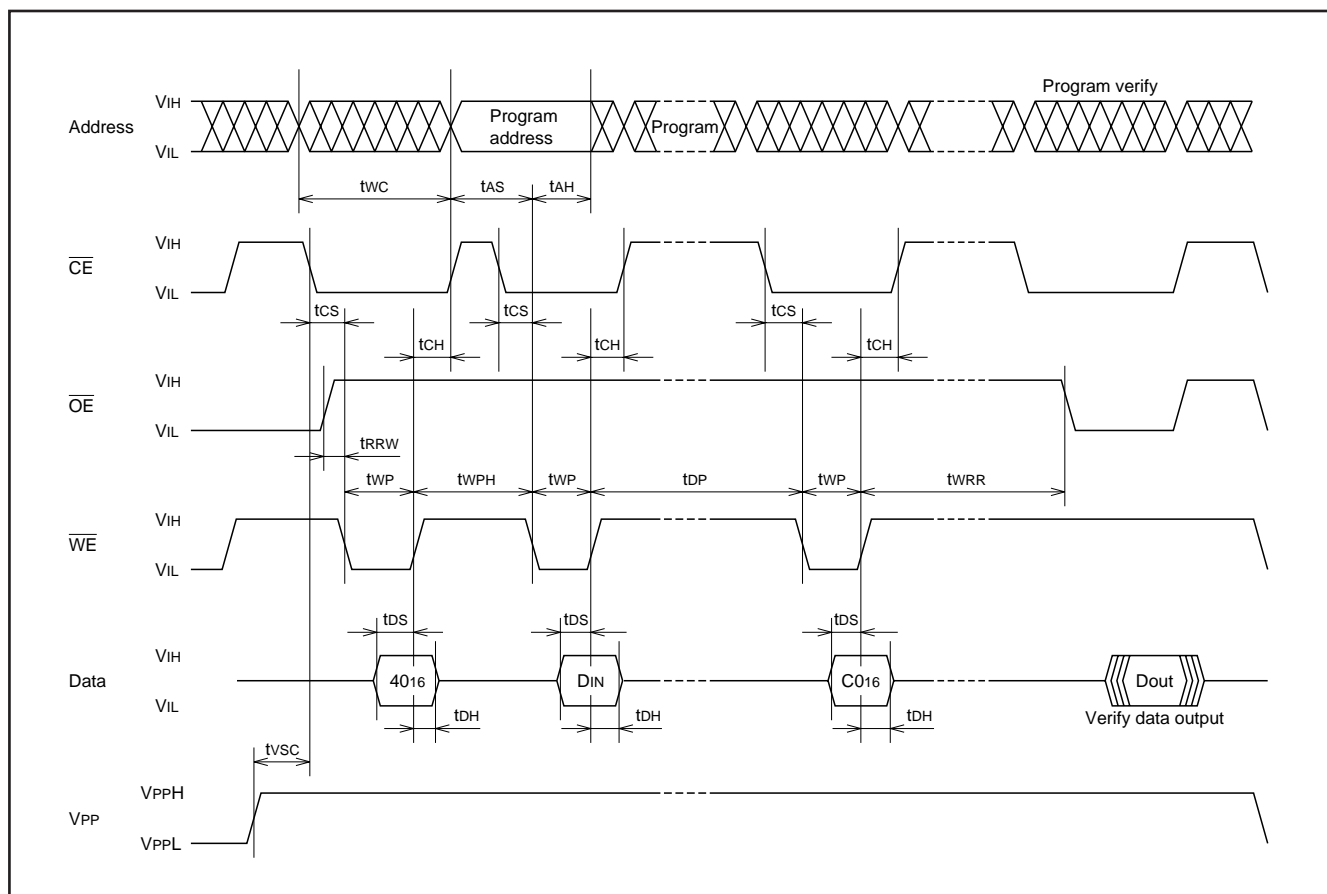 Program verify
VIH
Address
VIL
Program
address
Program
tWC
tAS
tAH
VIH
CE
VIL
tCS
tCH
tCS
tCH
tCS
tCH
VIH
OE
VIL
tRRW
tWP
tWPH
tWP
tDP
tWP
tWRR
VIH
WE
VIL
tDS
tDS
tDS
VIH
Data
VIL
4016
DIN
C016
Dout
Verify data output
tDH
tDH
tDH
tVSC
VPPH
VPP
VPPL